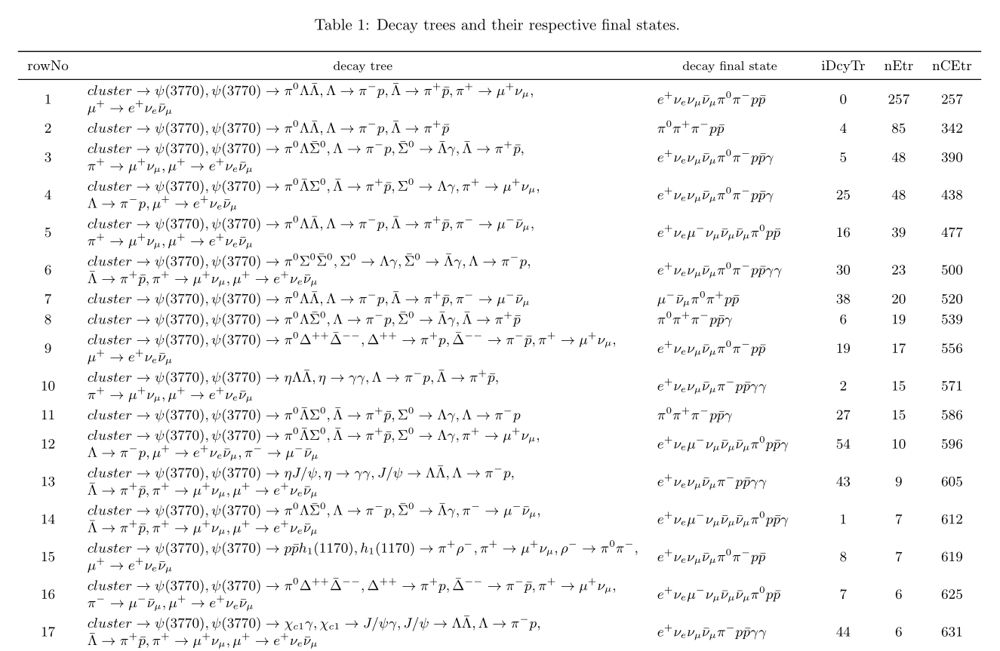 Table 1: Decay trees and their respective final states.
rowNo decay tree decay final state iDcyTr nEtr nCEtr
1 cluster → ψ(3770), ψ(3770) → π⁰ΛΛ̄, Λ → π⁻p, Λ̄ → π⁺p̄, π⁺ → μ⁺ν_μ,
μ⁺ → e⁺ν_eν̄_μ e⁺ν_eν_μν̄_μπ⁰π⁻pp̄ 0 257 257
2 cluster → ψ(3770), ψ(3770) → π⁰ΛΛ̄, Λ → π⁻p, Λ̄ → π⁺p̄ π⁰π⁺π⁻pp̄ 4 85 342
3 cluster → ψ(3770), ψ(3770) → π⁰ΛΣ̄⁰, Λ → π⁻p, Σ̄⁰ → Λ̄γ, Λ̄ → π⁺p̄,
π⁺ → μ⁺ν_μ, μ⁺ → e⁺ν_eν̄_μ e⁺ν_eν_μν̄_μπ⁰π⁻pp̄γ 5 48 390
4 cluster → ψ(3770), ψ(3770) → π⁰Λ̄Σ⁰, Λ̄ → π⁺p̄, Σ⁰ → Λγ, π⁺ → μ⁺ν_μ,
Λ → π⁻p, μ⁺ → e⁺ν_eν̄_μ e⁺ν_eν_μν̄_μπ⁰π⁻pp̄γ 25 48 438
5 cluster → ψ(3770), ψ(3770) → π⁰ΛΛ̄, Λ → π⁻p, Λ̄ → π⁺p̄, π⁻ → μ⁻ν̄_μ,
π⁺ → μ⁺ν_μ, μ⁺ → e⁺ν_eν̄_μ e⁺ν_eμ⁻ν_μν̄_μν̄_μπ⁰pp̄ 16 39 477
6 cluster → ψ(3770), ψ(3770) → π⁰Σ⁰Σ̄⁰, Σ⁰ → Λγ, Σ̄⁰ → Λ̄γ, Λ → π⁻p,
Λ̄ → π⁺p̄, π⁺ → μ⁺ν_μ, μ⁺ → e⁺ν_eν̄_μ e⁺ν_eν_μν̄_μπ⁰π⁻pp̄γγ 30 23 500
7 cluster → ψ(3770), ψ(3770) → π⁰ΛΛ̄, Λ → π⁻p, Λ̄ → π⁺p̄, π⁻ → μ⁻ν̄_μ μ⁻ν̄_μπ⁰π⁺pp̄ 38 20 520
8 cluster → ψ(3770), ψ(3770) → π⁰ΛΣ̄⁰, Λ → π⁻p, Σ̄⁰ → Λ̄γ, Λ̄ → π⁺p̄ π⁰π⁺π⁻pp̄γ 6 19 539
9 cluster → ψ(3770), ψ(3770) → π⁰Δ⁺⁺Δ̄⁻⁻, Δ⁺⁺ → π⁺p, Δ̄⁻⁻ → π⁻p̄, π⁺ → μ⁺ν_μ,
μ⁺ → e⁺ν_eν̄_μ e⁺ν_eν_μν̄_μπ⁰π⁻pp̄ 19 17 556
10 cluster → ψ(3770), ψ(3770) → ηΛΛ̄, η → γγ, Λ → π⁻p, Λ̄ → π⁺p̄,
π⁺ → μ⁺ν_μ, μ⁺ → e⁺ν_eν̄_μ e⁺ν_eν_μν̄_μπ⁻pp̄γγ 2 15 571
11 cluster → ψ(3770), ψ(3770) → π⁰Λ̄Σ⁰, Λ̄ → π⁺p̄, Σ⁰ → Λγ, Λ → π⁻p π⁰π⁺π⁻pp̄γ 27 15 586
12 cluster → ψ(3770), ψ(3770) → π⁰Λ̄Σ⁰, Λ̄ → π⁺p̄, Σ⁰ → Λγ, π⁺ → μ⁺ν_μ,
Λ → π⁻p, μ⁺ → e⁺ν_eν̄_μ, π⁻ → μ⁻ν̄_μ e⁺ν_eμ⁻ν_μν̄_μν̄_μπ⁰pp̄γ 54 10 596
13 cluster → ψ(3770), ψ(3770) → ηJ/ψ, η → γγ, J/ψ → ΛΛ̄, Λ → π⁻p,
Λ̄ → π⁺p̄, π⁺ → μ⁺ν_μ, μ⁺ → e⁺ν_eν̄_μ e⁺ν_eν_μν̄_μπ⁻pp̄γγ 43 9 605
14 cluster → ψ(3770), ψ(3770) → π⁰ΛΣ̄⁰, Λ → π⁻p, Σ̄⁰ → Λ̄γ, π⁻ → μ⁻ν̄_μ,
Λ̄ → π⁺p̄, π⁺ → μ⁺ν_μ, μ⁺ → e⁺ν_eν̄_μ e⁺ν_eμ⁻ν_μν̄_μν̄_μπ⁰pp̄γ 1 7 612
15 cluster → ψ(3770), ψ(3770) → pp̄h₁(1170), h₁(1170) → π⁺ρ⁻, π⁺ → μ⁺ν_μ, ρ⁻ → π⁰π⁻,
μ⁺ → e⁺ν_eν̄_μ e⁺ν_eν_μν̄_μπ⁰π⁻pp̄ 8 7 619
16 cluster → ψ(3770), ψ(3770) → π⁰Δ⁺⁺Δ̄⁻⁻, Δ⁺⁺ → π⁺p, Δ̄⁻⁻ → π⁻p̄, π⁺ → μ⁺ν_μ,
π⁻ → μ⁻ν̄_μ, μ⁺ → e⁺ν_eν̄_μ e⁺ν_eμ⁻ν_μν̄_μν̄_μπ⁰pp̄ 7 6 625
17 cluster → ψ(3770), ψ(3770) → χ_c1γ, χ_c1 → J/ψγ, J/ψ → ΛΛ̄, Λ → π⁻p,
Λ̄ → π⁺p̄, π⁺ → μ⁺ν_μ, μ⁺ → e⁺ν_eν̄_μ e⁺ν_eν_μν̄_μπ⁻pp̄γγ 44 6 631